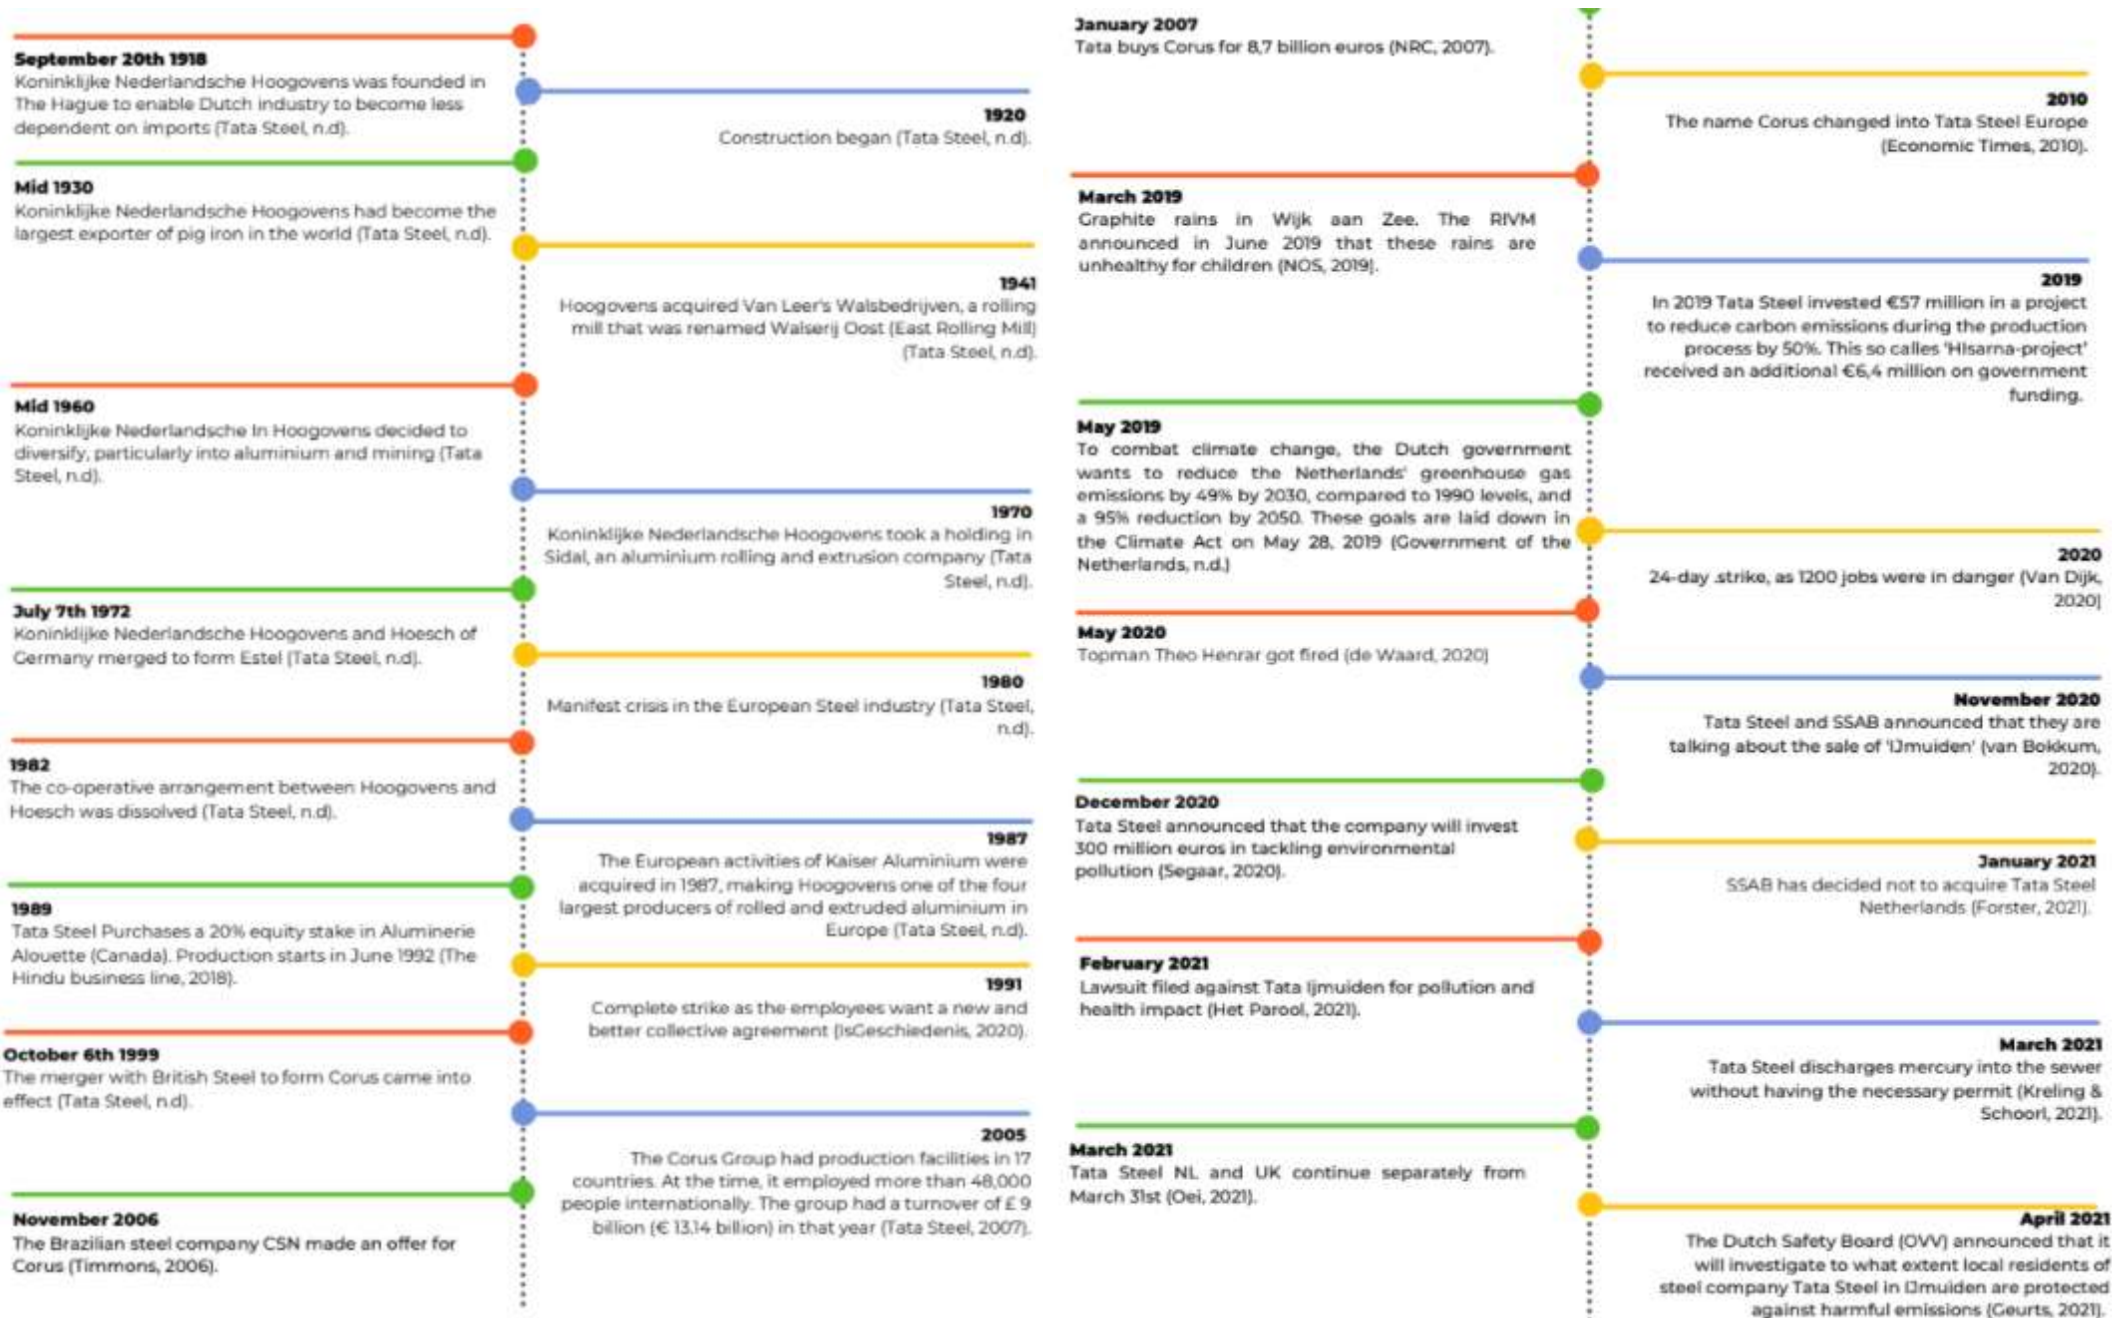 September 20th 1918
Koninklijke Nederlandsche Hoogovens was founded in
The Hague to enable Dutch industry to become less
dependent on imports (Tata Steel, n.d).
1920
Construction began (Tata Steel, n.d).
Mid 1930
Koninklijke Nederlandsche Hoogovens had become the
largest exporter of pig iron in the world (Tata Steel, n.d).
1941
Hoogovens acquired Van Leer's Walsbedrijven, a rolling
mill that was renamed Walserij Oost (East Rolling Mill)
(Tata Steel, n.d).
Mid 1960
Koninklijke Nederlandsche In Hoogovens decided to
diversify, particularly into aluminium and mining (Tata
Steel, n.d).
1970
Koninklijke Nederlandsche Hoogovens took a holding in
Sidal, an aluminium rolling and extrusion company (Tata
Steel, n.d).
July 7th 1972
Koninklijke Nederlandsche Hoogovens and Hoesch of
Germany merged to form Estel (Tata Steel, n.d).
1980
Manifest crisis in the European Steel industry (Tata Steel,
n.d).
1982
The co-operative arrangement between Hoogovens and
Hoesch was dissolved (Tata Steel, n.d).
1987
The European activities of Kaiser Aluminium were
acquired in 1987, making Hoogovens one of the four
largest producers of rolled and extruded aluminium in
Europe (Tata Steel, n.d).
1989
Tata Steel Purchases a 20% equity stake in Aluminerie
Alouette (Canada). Production starts in June 1992 (The
Hindu business line, 2018).
1991
Complete strike as the employees want a new and
better collective agreement (IsGeschiedenis, 2020).
October 6th 1999
The merger with British Steel to form Corus came into
effect (Tata Steel, n.d).
2005
The Corus Group had production facilities in 17
countries. At the time, it employed more than 48,000
people internationally. The group had a turnover of £ 9
billion (€ 13.14 billion) in that year (Tata Steel, 2007).
November 2006
The Brazilian steel company CSN made an offer for
Corus (Timmons, 2006).
January 2007
Tata buys Corus for 8,7 billion euros (NRC, 2007).
2010
The name Corus changed into Tata Steel Europe
(Economic Times, 2010).
March 2019
Graphite rains in Wijk aan Zee. The RIVM
announced in June 2019 that these rains are
unhealthy for children (NOS, 2019).
2019
In 2019 Tata Steel invested €57 million in a project
to reduce carbon emissions during the production
process by 50%. This so calles 'HIsarna-project'
received an additional €6,4 million on government
funding.
May 2019
To combat climate change, the Dutch government
wants to reduce the Netherlands' greenhouse gas
emissions by 49% by 2030, compared to 1990 levels, and
a 95% reduction by 2050. These goals are laid down in
the Climate Act on May 28, 2019 (Government of the
Netherlands, n.d.)
2020
24-day .strike, as 1200 jobs were in danger (Van Dijk,
2020)
May 2020
Topman Theo Henrar got fired (de Waard, 2020)
November 2020
Tata Steel and SSAB announced that they are
talking about the sale of 'IJmuiden' (van Bokkum,
2020).
December 2020
Tata Steel announced that the company will invest
300 million euros in tackling environmental
pollution (Segaar, 2020).
January 2021
SSAB has decided not to acquire Tata Steel
Netherlands (Forster, 2021).
February 2021
Lawsuit filed against Tata Ijmuiden for pollution and
health impact (Het Parool, 2021).
March 2021
Tata Steel discharges mercury into the sewer
without having the necessary permit (Kreling &
Schoorl, 2021).
March 2021
Tata Steel NL and UK continue separately from
March 31st (Oei, 2021).
April 2021
The Dutch Safety Board (OVV) announced that it
will investigate to what extent local residents of
steel company Tata Steel in IJmuiden are protected
against harmful emissions (Geurts, 2021).